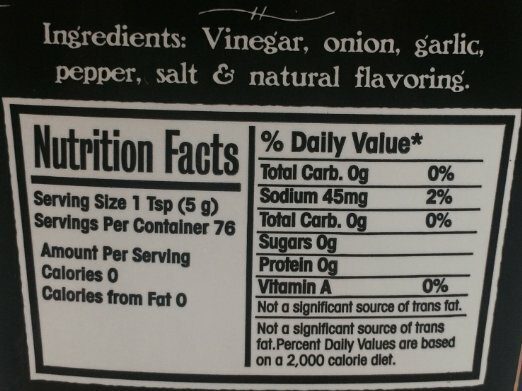 Ingredients: Vinegar, onion, garlic,
pepper, salt & natural flavoring.
Nutrition Facts
Serving Size 1 Tsp (5 g)
Servings Per Container 76
Amount Per Serving
Calories 0
Calories from Fat 0
% Daily Value*
Total Carb. 0g 0%
Sodium 45mg 2%
Total Carb. 0g 0%
Sugars 0g
Protein 0g
Vitamin A 0%
Not a significant source of trans fat.
Not a significant source of trans
fat.Percent Daily Values are based
on a 2,000 calorie diet.